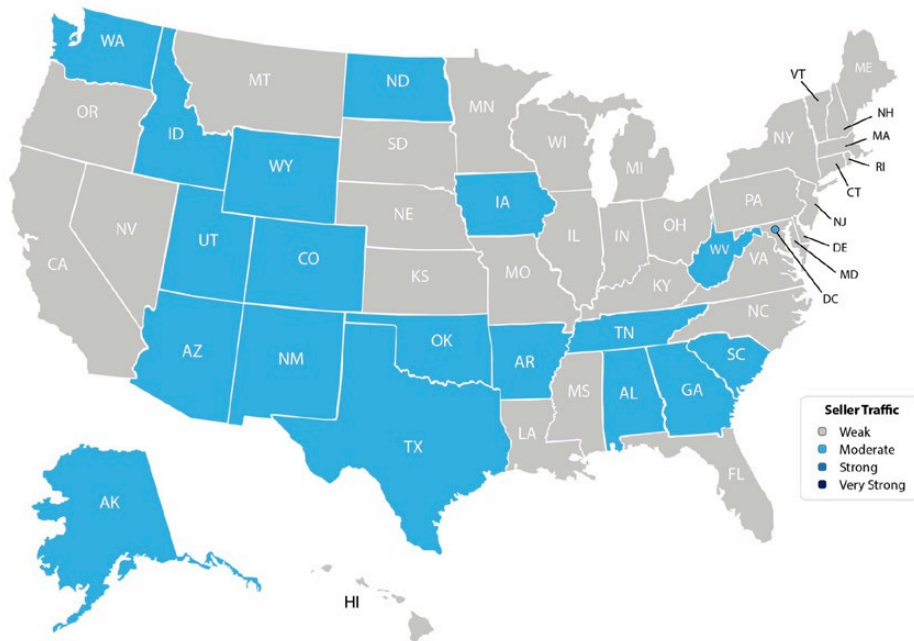 WA
MT
ND
MN
VT
ME
OR
ID
WY
SD
WI
MI
NY
NH
MA
RI
CT
NV
UT
CO
NE
IA
IL
IN
OH
PA
NJ
CA
KS
MO
KY
WV
VA
DE
MD
DC
AZ
NM
OK
AR
TN
NC
SC
TX
LA
MS
AL
GA
FL
AK
HI
Seller Traffic
Weak
Moderate
Strong
Very Strong